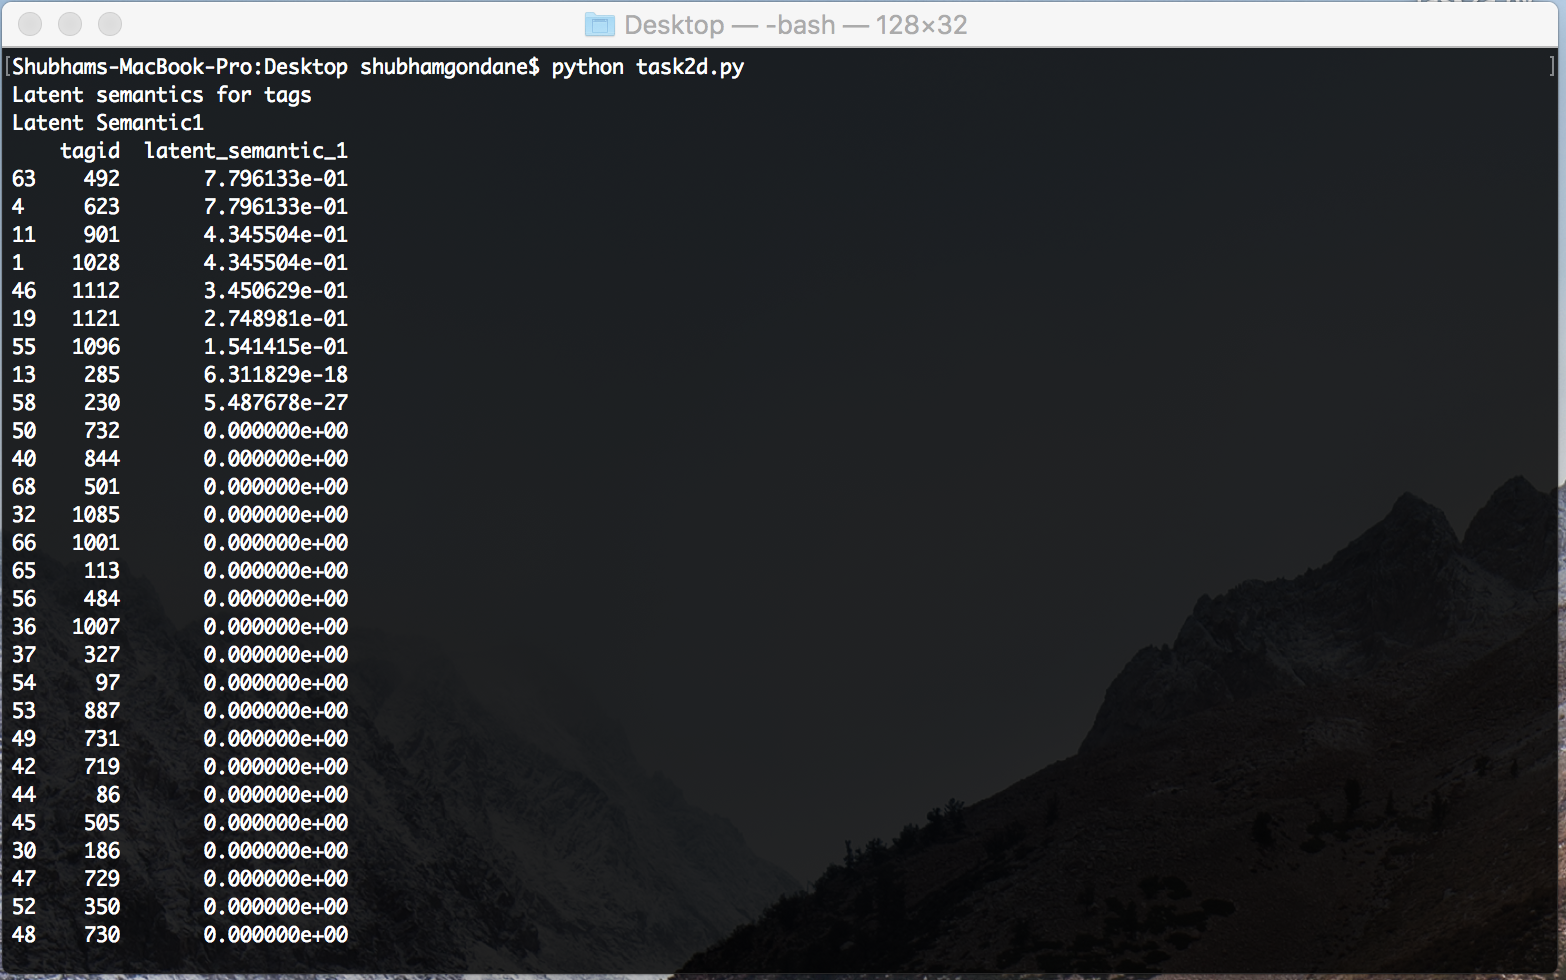 Desktop — -bash — 128×32
[Shubhams-MacBook-Pro:Desktop shubhamgondane$ python task2d.py ]
Latent semantics for tags
Latent Semantic1
    tagid  latent_semantic_1
63    492       7.796133e-01
4     623       7.796133e-01
11    901       4.345504e-01
1    1028       4.345504e-01
46   1112       3.450629e-01
19   1121       2.748981e-01
55   1096       1.541415e-01
13    285       6.311829e-18
58    230       5.487678e-27
50    732       0.000000e+00
40    844       0.000000e+00
68    501       0.000000e+00
32   1085       0.000000e+00
66   1001       0.000000e+00
65    113       0.000000e+00
56    484       0.000000e+00
36   1007       0.000000e+00
37    327       0.000000e+00
54     97       0.000000e+00
53    887       0.000000e+00
49    731       0.000000e+00
42    719       0.000000e+00
44     86       0.000000e+00
45    505       0.000000e+00
30    186       0.000000e+00
47    729       0.000000e+00
52    350       0.000000e+00
48    730       0.000000e+00